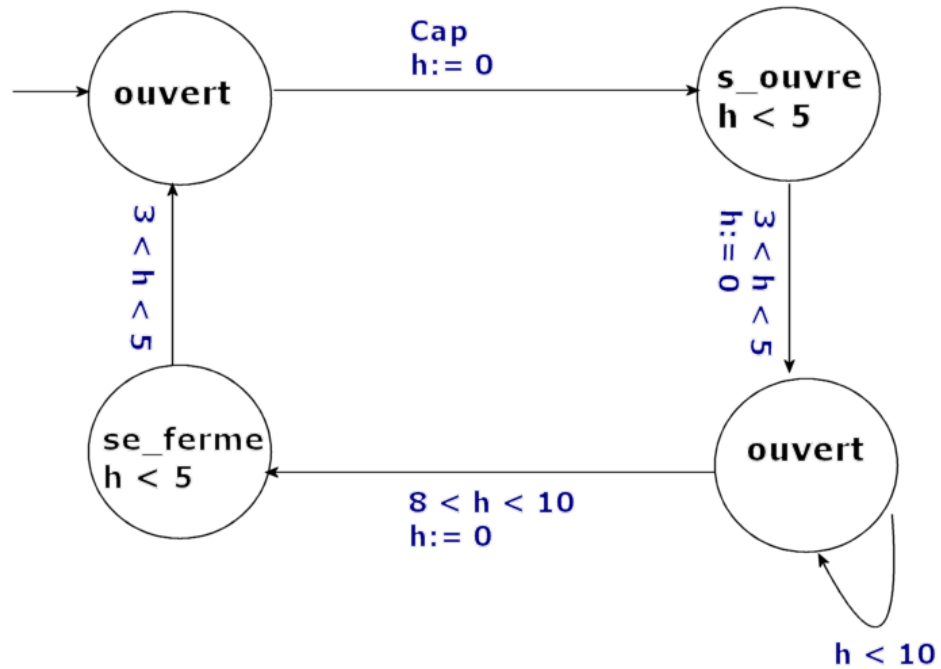 Cap
h:= 0
ouvert
s_ouvre
h < 5
3 < h < 5
3 < h < 5
h:= 0
se_ferme
h < 5
ouvert
8 < h < 10
h:= 0
h < 10